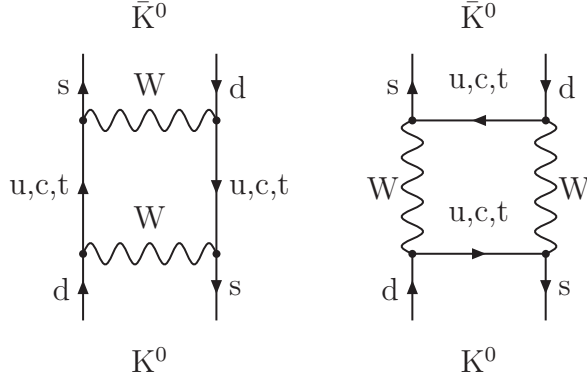 K̄⁰ K̄⁰
s W d s u,c,t d
u,c,t u,c,t W W
W u,c,t
d s d s
K⁰ K⁰